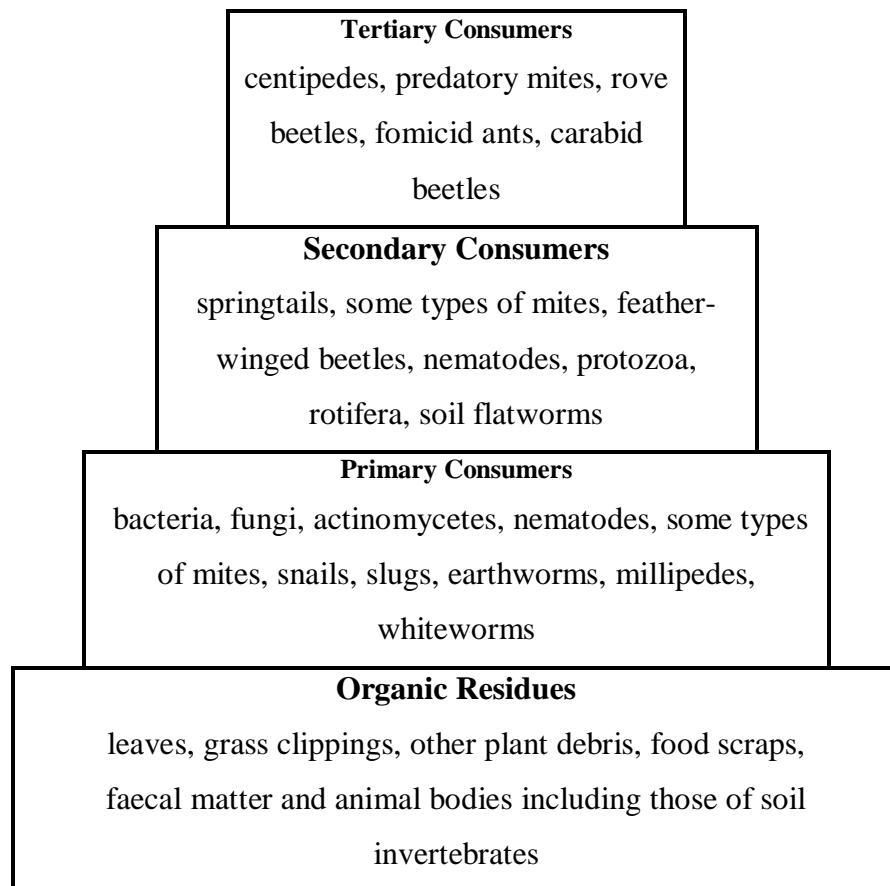 Tertiary Consumers
centipedes, predatory mites, rove
beetles, fomicid ants, carabid
beetles
Secondary Consumers
springtails, some types of mites, feather-
winged beetles, nematodes, protozoa,
rotifera, soil flatworms
Primary Consumers
bacteria, fungi, actinomycetes, nematodes, some types
of mites, snails, slugs, earthworms, millipedes,
whiteworms
Organic Residues
leaves, grass clippings, other plant debris, food scraps,
faecal matter and animal bodies including those of soil
invertebrates